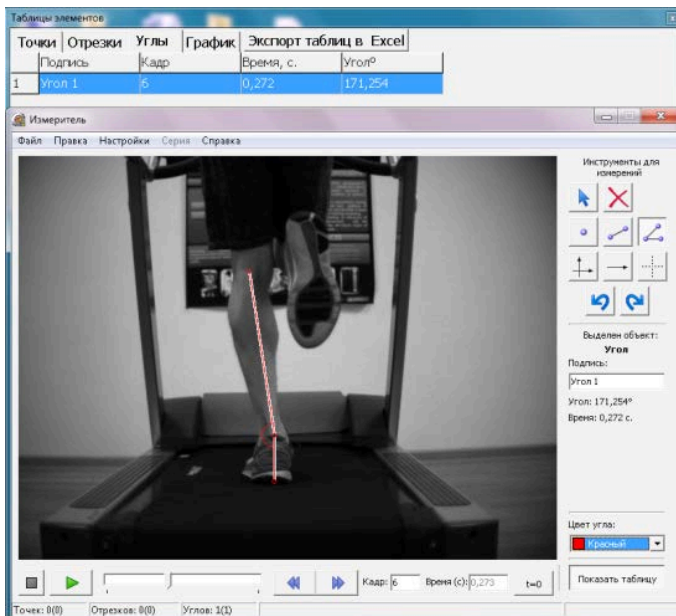 Таблицы элементов
Точки Отрезки Углы График Экспорт таблиц в Excel
Подпись Кадр Время, с. Угол⁰
1 Угол 1 6 0,272 171,254
Измеритель
Файл Правка Настройки Серия Справка
Инструменты для
измерений
Выделен объект:
Угол
Подпись:
Угол 1
Угол: 171,254°
Время: 0,272 с.
Цвет угла:
Красный
Кадр: 6 Время (с): 0,273 t=0 Показать таблицу
Точек: 0(0) Отрезков: 0(0) Углов: 1(1)